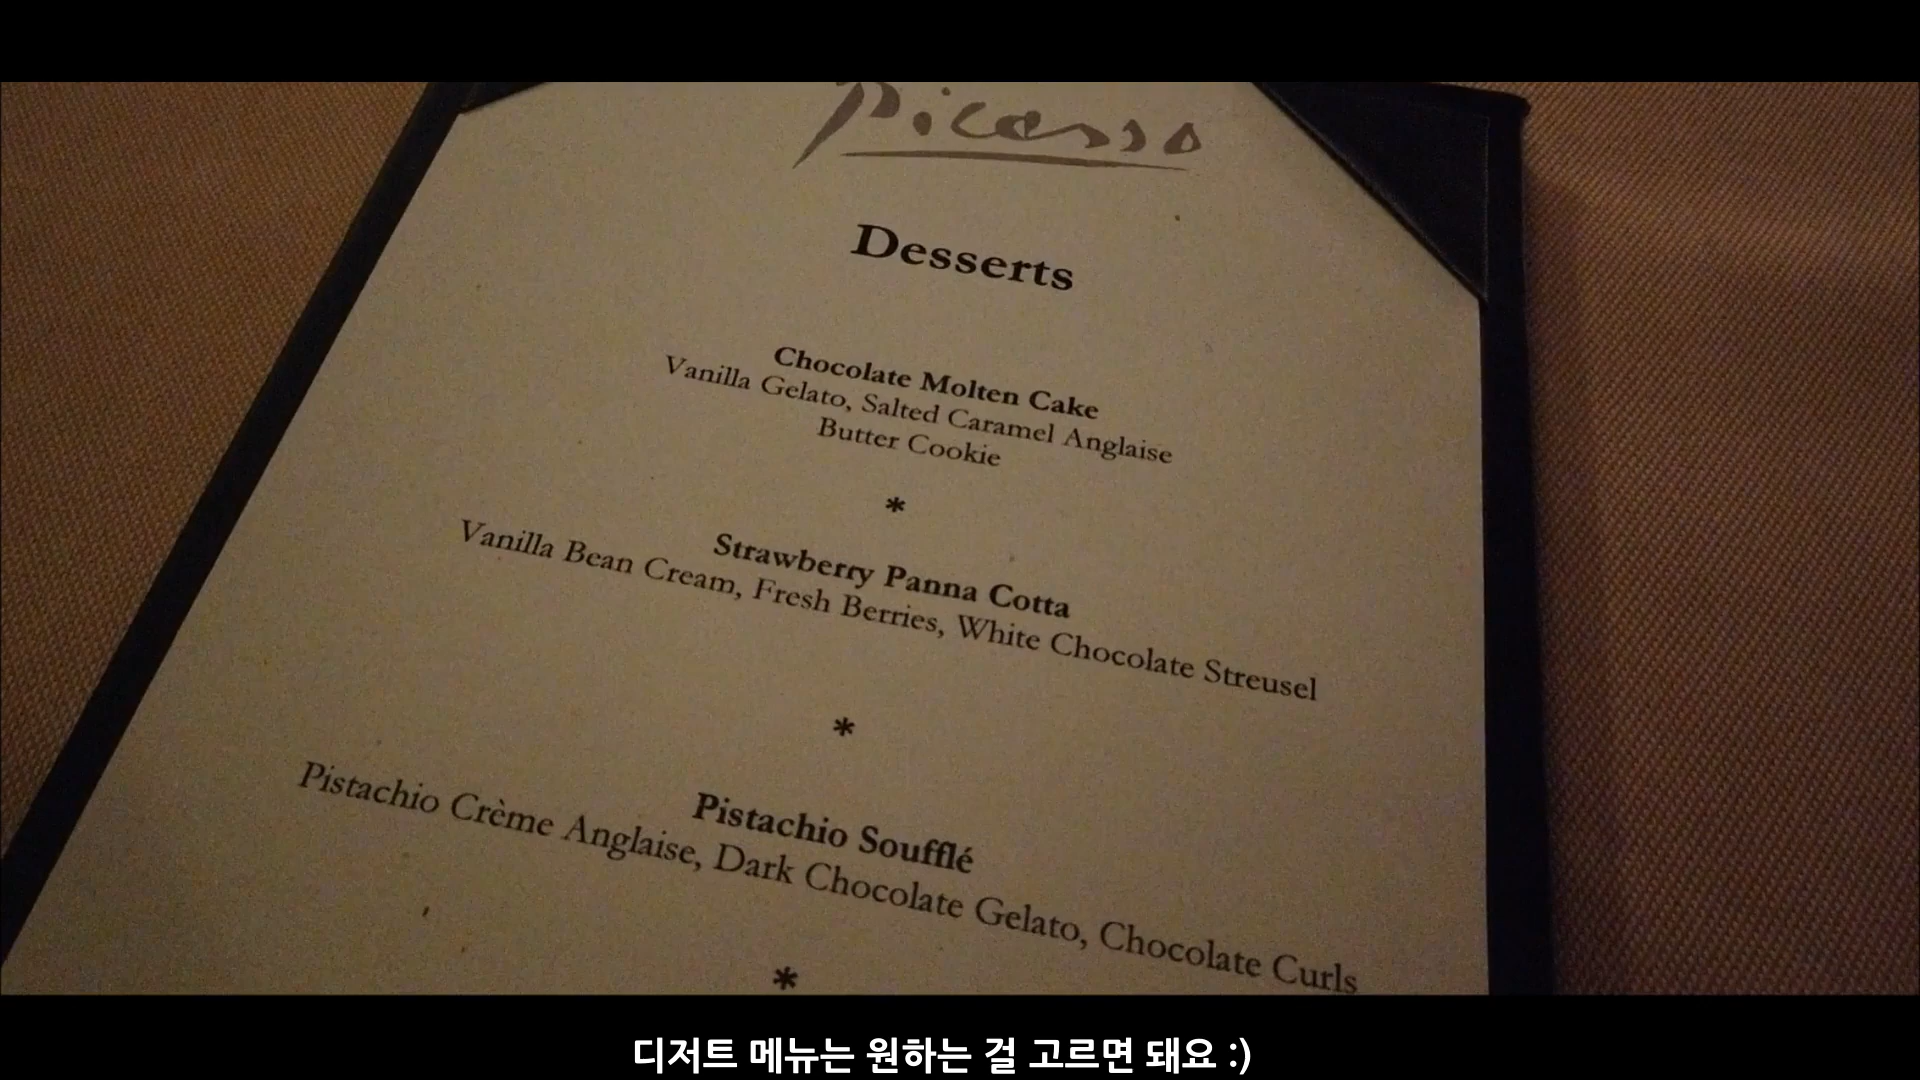 Picasso
Desserts
Chocolate Molten Cake
Vanilla Gelato, Salted Caramel Anglaise
Butter Cookie
*
Strawberry Panna Cotta
Vanilla Bean Cream, Fresh Berries, White Chocolate Streusel
*
Pistachio Soufflé
Pistachio Crème Anglaise, Dark Chocolate Gelato, Chocolate Curls
*
디저트 메뉴는 원하는 걸 고르면 돼요 :)